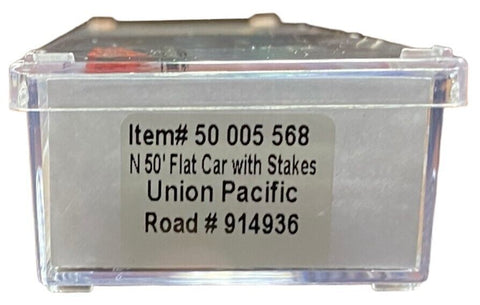 Item# 50 005 568
N 50' Flat Car with Stakes
Union Pacific
Road # 914936